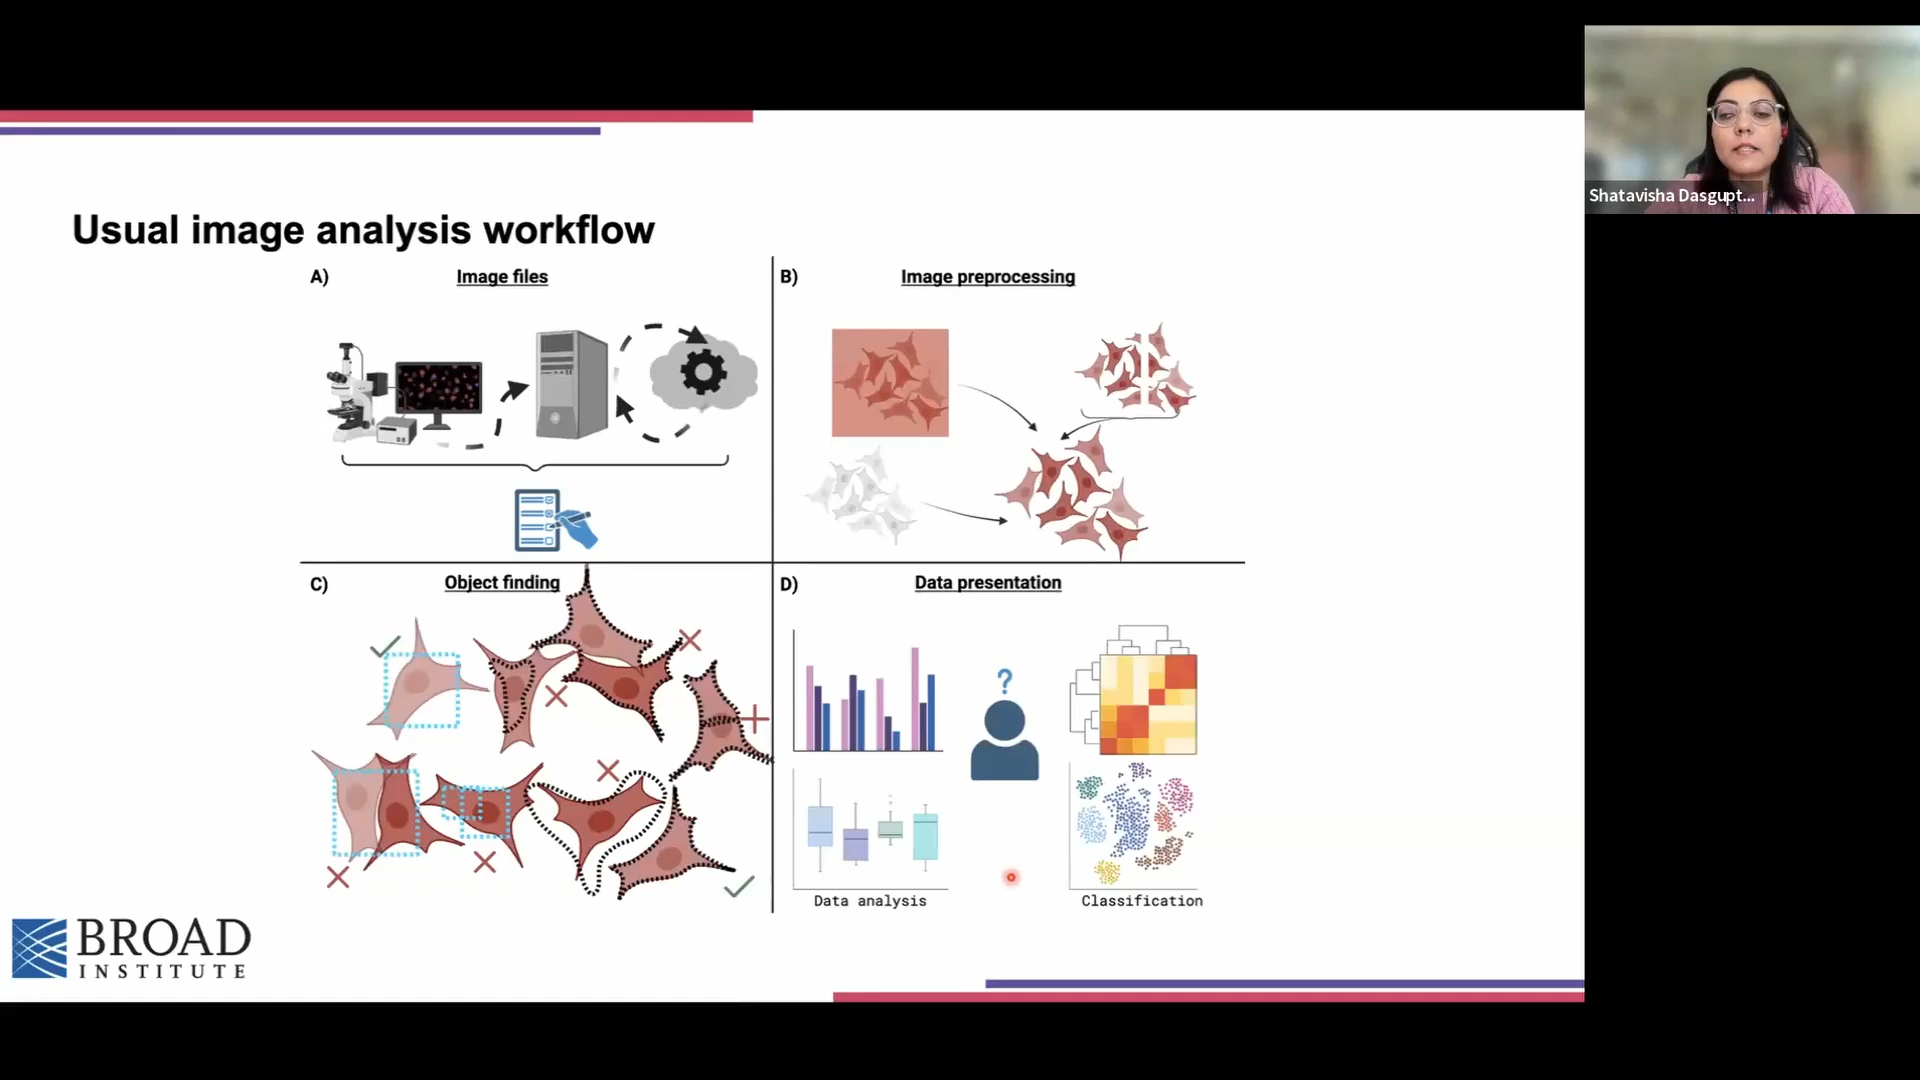 Shatavisha Dasgupt...
Usual image analysis workflow
A) Image files
B) Image preprocessing
C) Object finding
D) Data presentation
?
Data analysis
Classification
BROAD
INSTITUTE